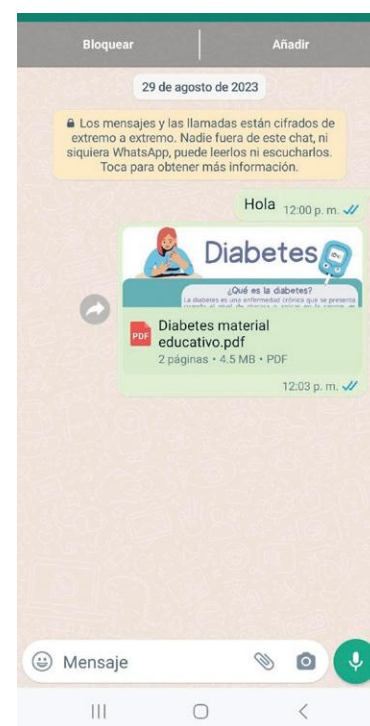 Bloquear Añadir
29 de agosto de 2023
Los mensajes y las llamadas están cifrados de
extremo a extremo. Nadie fuera de este chat, ni
siquiera WhatsApp, puede leerlos ni escucharlos.
Toca para obtener más información.
Hola 12:00 p. m.
Diabetes
¿Qué es la diabetes?
La diabetes es una enfermedad crónica que se presenta
PDF
Diabetes material
educativo.pdf
2 páginas • 4.5 MB • PDF
12:03 p. m.
Mensaje